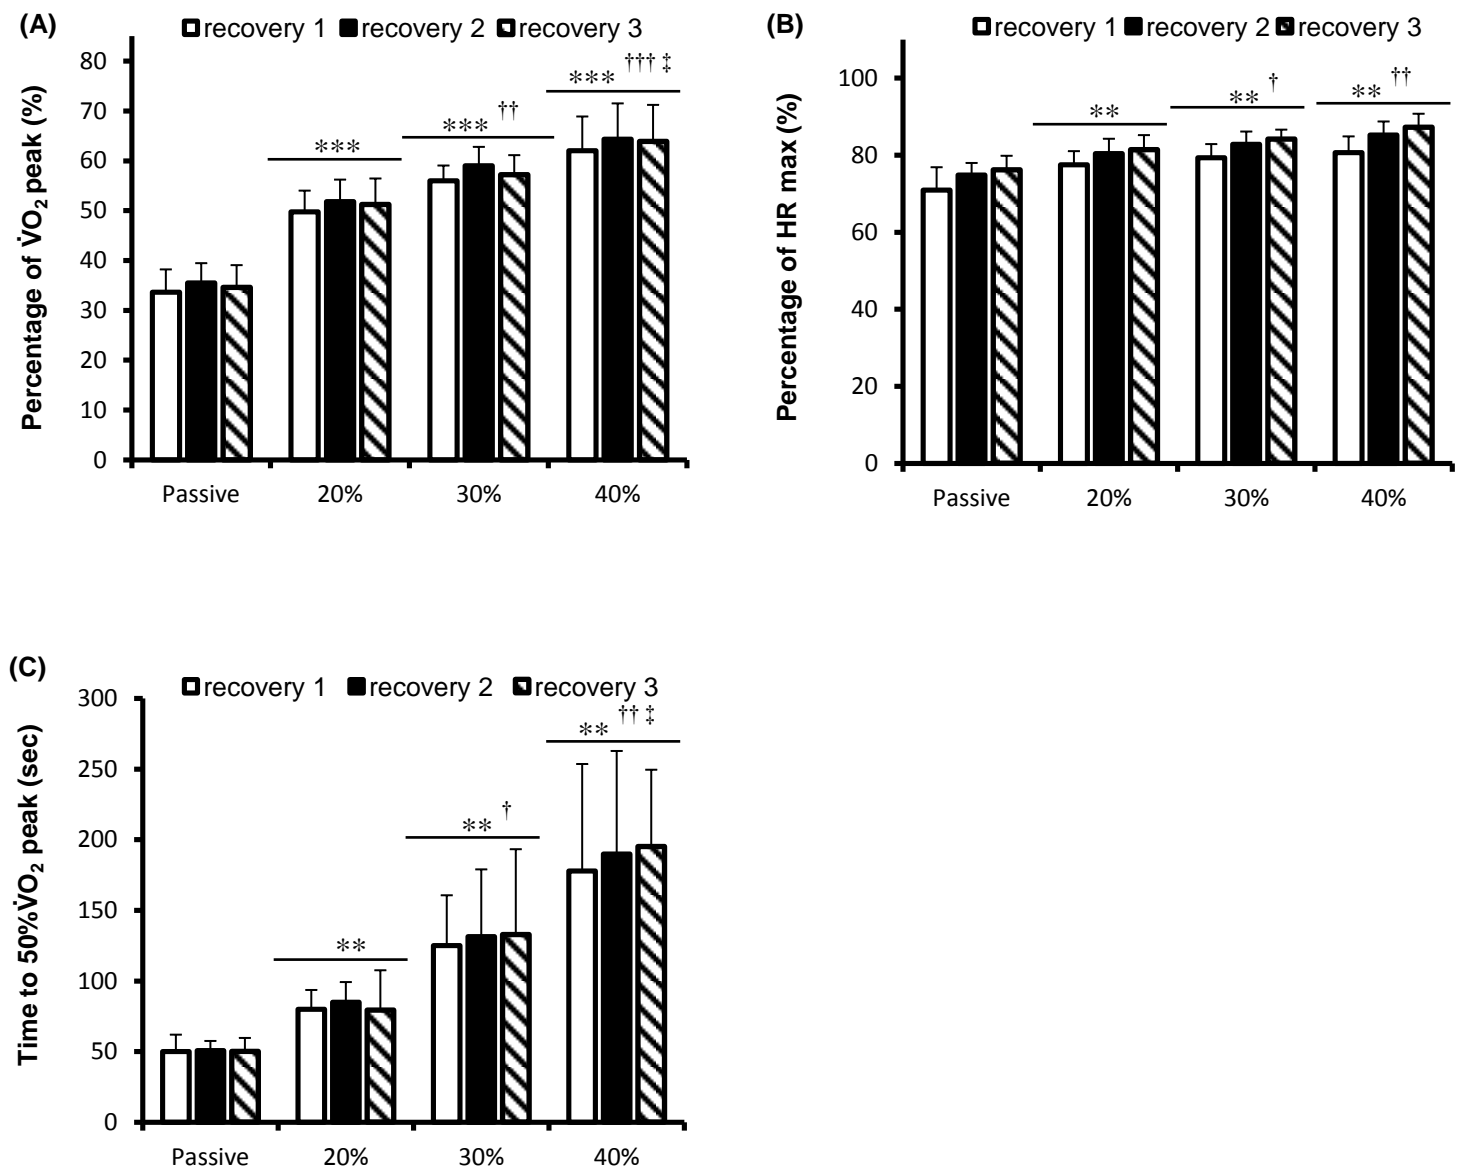 (A)
recovery 1 recovery 2 recovery 3
Percentage of V̇O2 peak (%)
80
70
60
50
40
30
20
10
0
***
*** ††
*** ††† ‡
Passive 20% 30% 40%
(B)
recovery 1 recovery 2 recovery 3
Percentage of HR max (%)
100
80
60
40
20
0
**
** †
** ††
Passive 20% 30% 40%
(C)
recovery 1 recovery 2 recovery 3
Time to 50%V̇O2 peak (sec)
300
250
200
150
100
50
0
**
** †
** †† ‡
Passive 20% 30% 40%